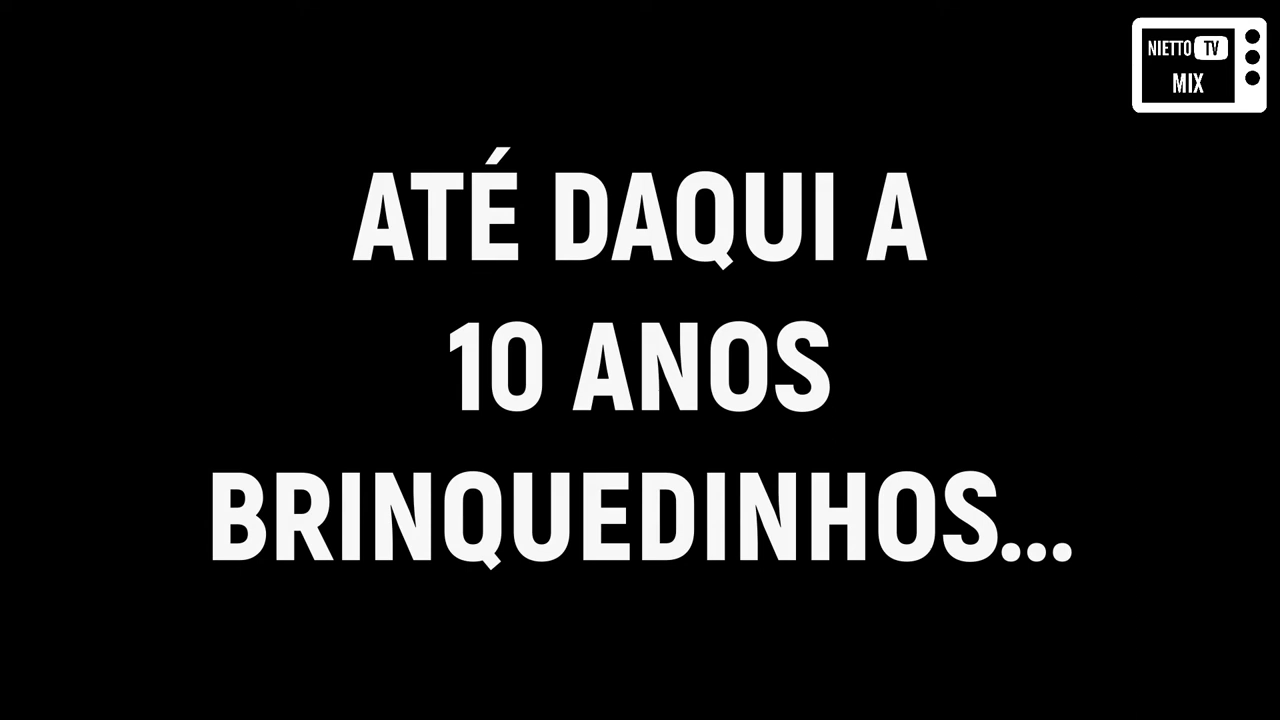 NIETTO TV
MIX
ATÉ DAQUI A
10 ANOS
BRINQUEDINHOS...